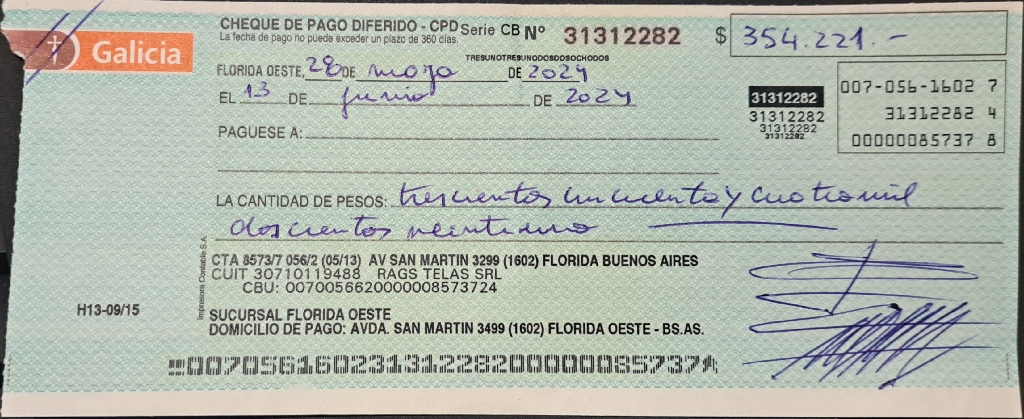 Galicia
CHEQUE DE PAGO DIFERIDO - CPD Serie CB Nº 31312282 $ 354.221.-
La fecha de pago no puede exceder un plazo de 360 días.
TRESUNOTRESUNODOSDOSOCHODOS
FLORIDA OESTE, 28 DE mayo DE 2024
EL 13 DE junio DE 2024
31312282
31312282
31312282
31312282
007-056-1602 7
31312282 4
00000085737 8
PAGUESE A:
LA CANTIDAD DE PESOS: trescientos cincuenta y cuatro mil
doscientos veintiuno
CTA 8573/7 056/2 (05/13) AV SAN MARTIN 3299 (1602) FLORIDA BUENOS AIRES
CUIT 30710119488 RAGS TELAS SRL
CBU: 0070056620000008573724
Impresora Contable S.A.
H13-09/15
SUCURSAL FLORIDA OESTE
DOMICILIO DE PAGO: AVDA. SAN MARTIN 3499 (1602) FLORIDA OESTE - BS.AS.
00705616023131228200000085737